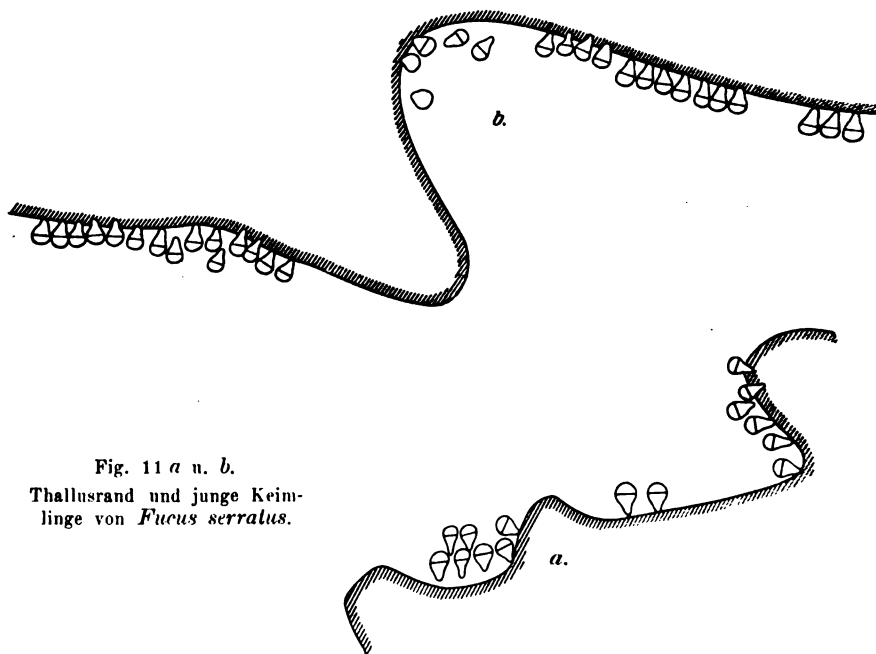 b.
a.
Fig. 11 a u. b.
Thallusrand und junge Keim-
linge von Fucus serratus.